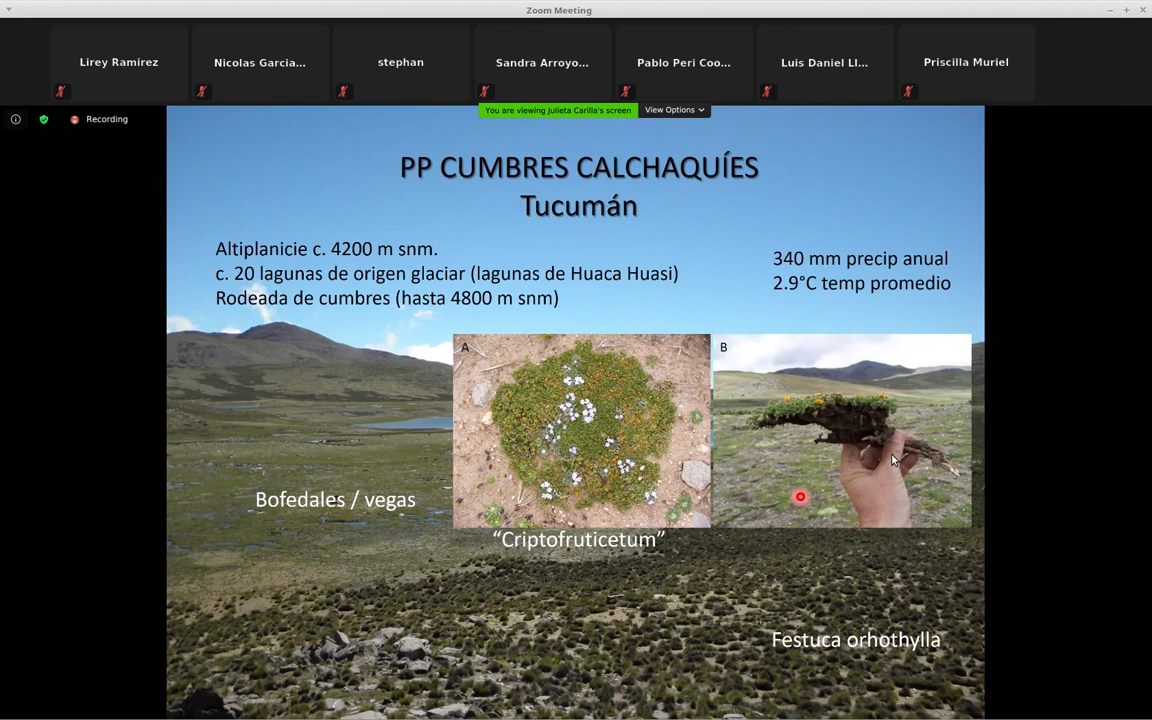 Zoom Meeting
Lirey Ramirez
Nicolas Garcia...
stephan
Sandra Arroyo...
Pablo Peri Coo...
Luis Daniel Ll...
Priscilla Muriel
You are viewing Julieta Carilla's screen
View Options
Recording
PP CUMBRES CALCHAQUÍES
Tucumán
Altiplanicie c. 4200 m snm.
c. 20 lagunas de origen glaciar (lagunas de Huaca Huasi)
Rodeada de cumbres (hasta 4800 m snm)
340 mm precip anual
2.9°C temp promedio
A
B
Bofedales / vegas
“Criptofruticetum”
Festuca orhothylla